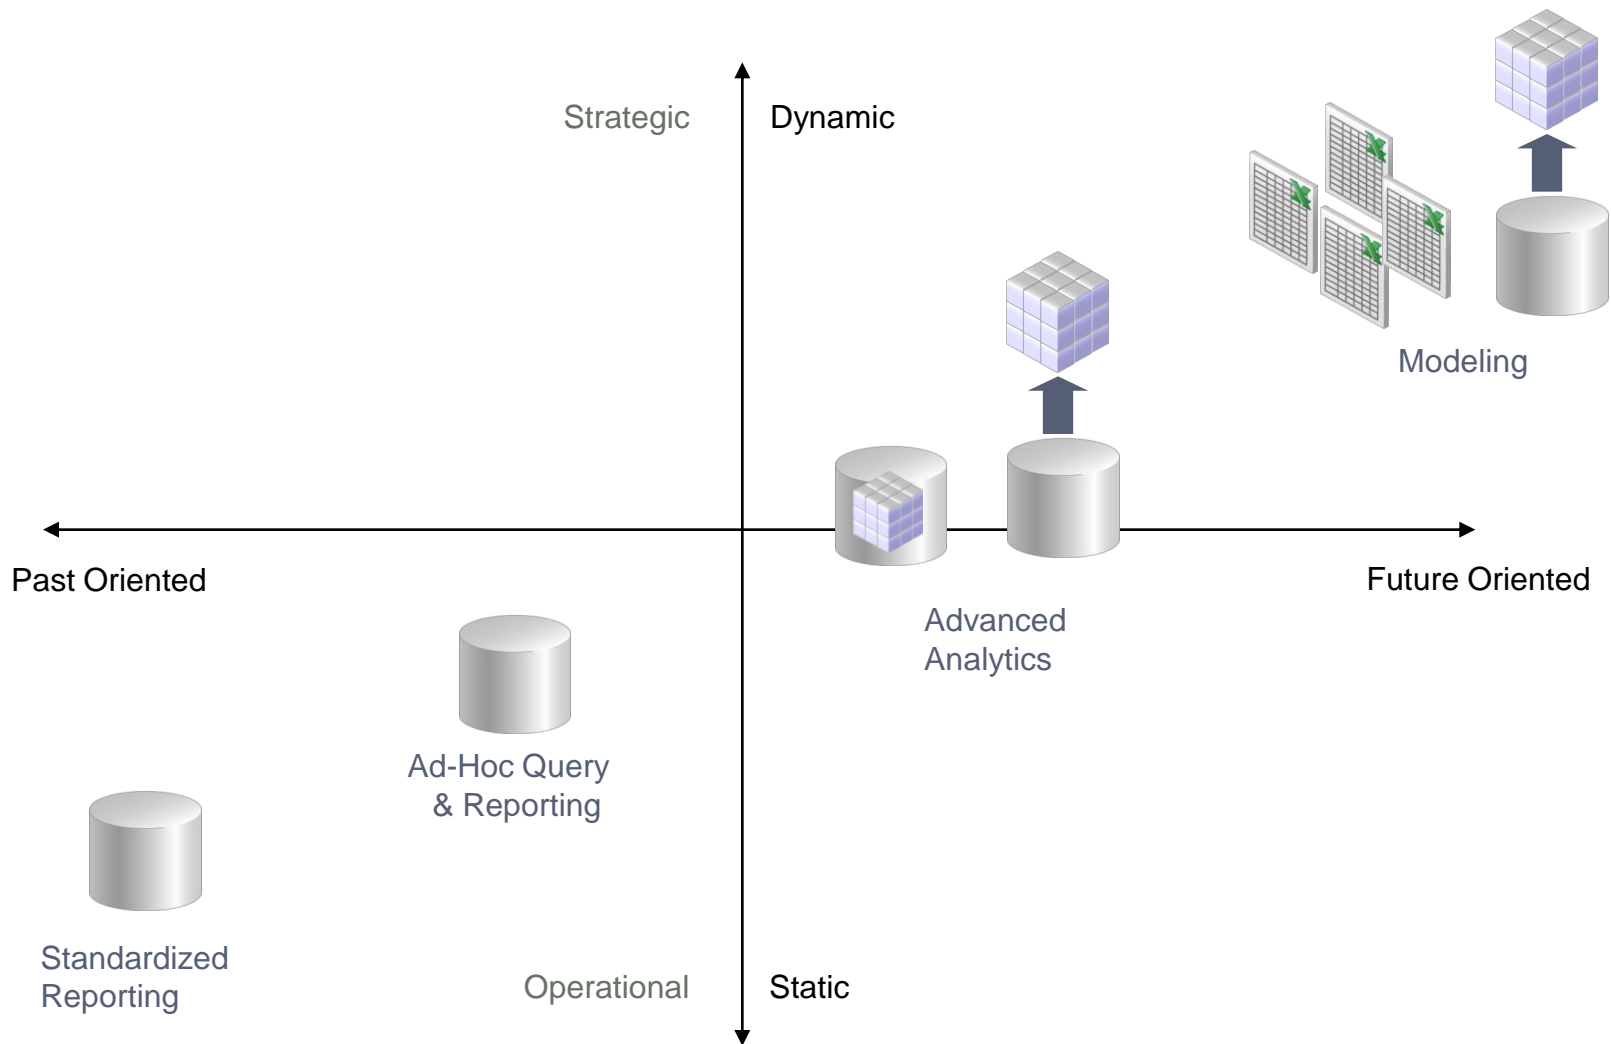 Strategic
Dynamic
Modeling
Past Oriented
Future Oriented
Advanced
Analytics
Ad-Hoc Query
& Reporting
Standardized
Reporting
Operational
Static